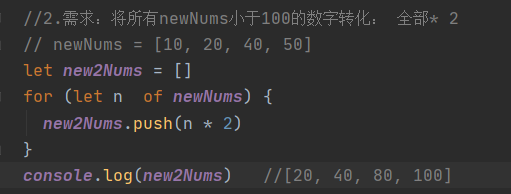 //2.需求：将所有newNums小于100的数字转化： 全部* 2
// newNums = [10, 20, 40, 50]
let new2Nums = []
for (let n  of newNums) {
  new2Nums.push(n * 2)
}
console.log(new2Nums)   //[20, 40, 80, 100]